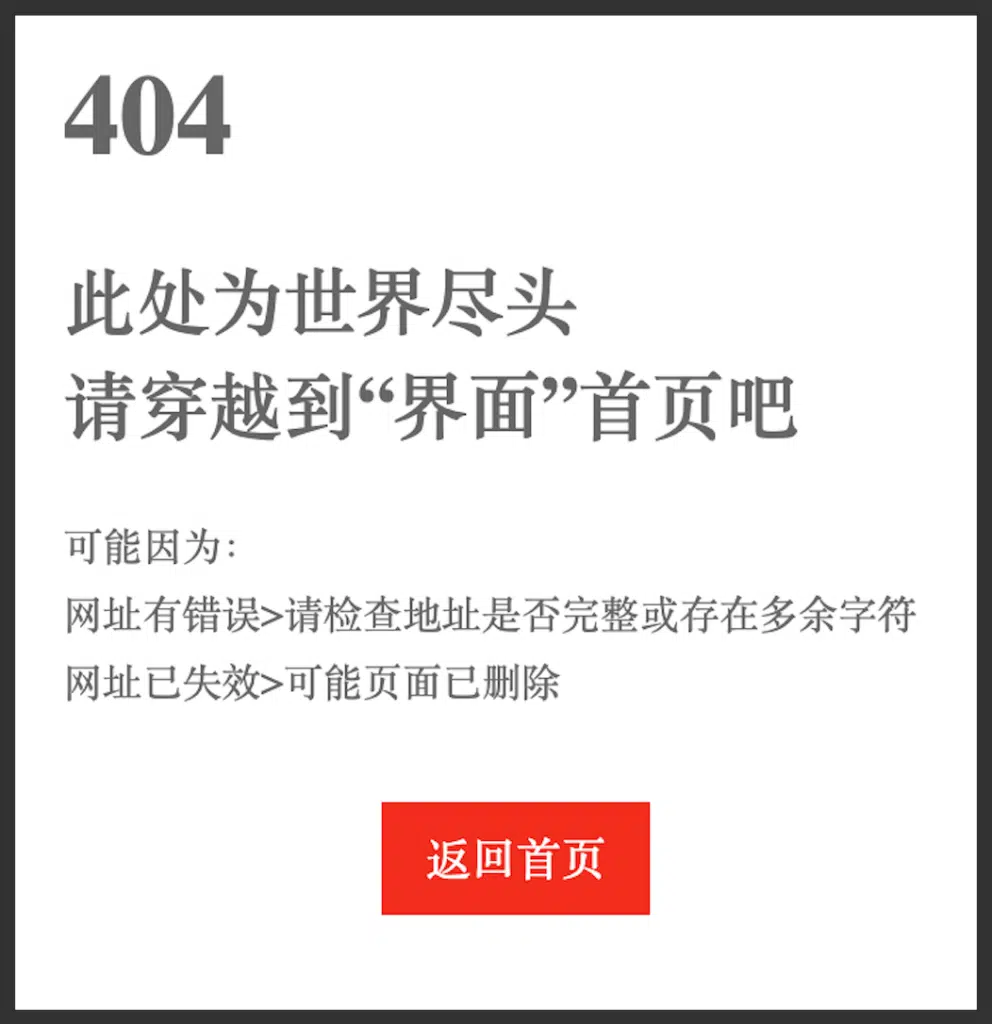 404
此处为世界尽头
请穿越到“界面”首页吧
可能因为：
网址有错误>请检查地址是否完整或存在多余字符
网址已失效>可能页面已删除
返回首页